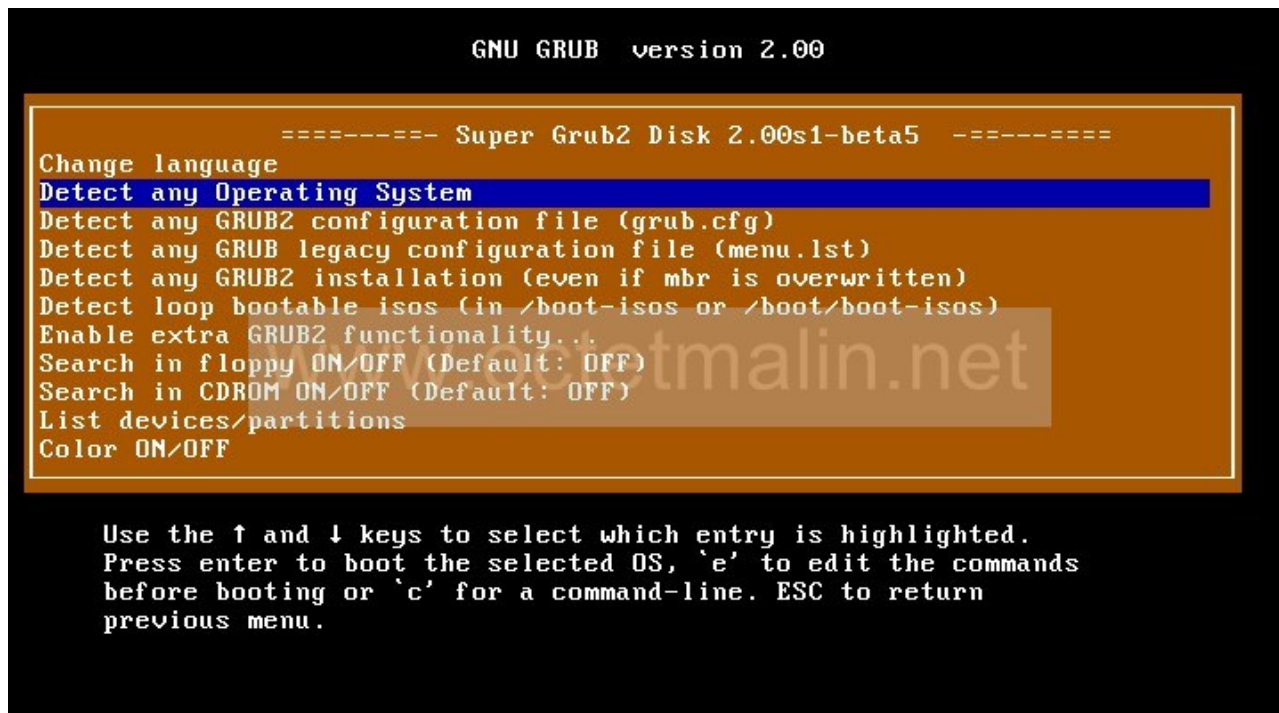 GNU GRUB version 2.00
====---==- Super Grub2 Disk 2.00s1-beta5 -==---====
Change language
Detect any Operating System
Detect any GRUB2 configuration file (grub.cfg)
Detect any GRUB legacy configuration file (menu.lst)
Detect any GRUB2 installation (even if mbr is overwritten)
Detect loop bootable isos (in /boot-isos or /boot/boot-isos)
Enable extra GRUB2 functionality...
Search in floppy ON/OFF (Default: OFF)
Search in CDROM ON/OFF (Default: OFF)
List devices/partitions
Color ON/OFF
www.octetmalin.net
Use the ↑ and ↓ keys to select which entry is highlighted.
Press enter to boot the selected OS, `e' to edit the commands
before booting or `c' for a command-line. ESC to return
previous menu.